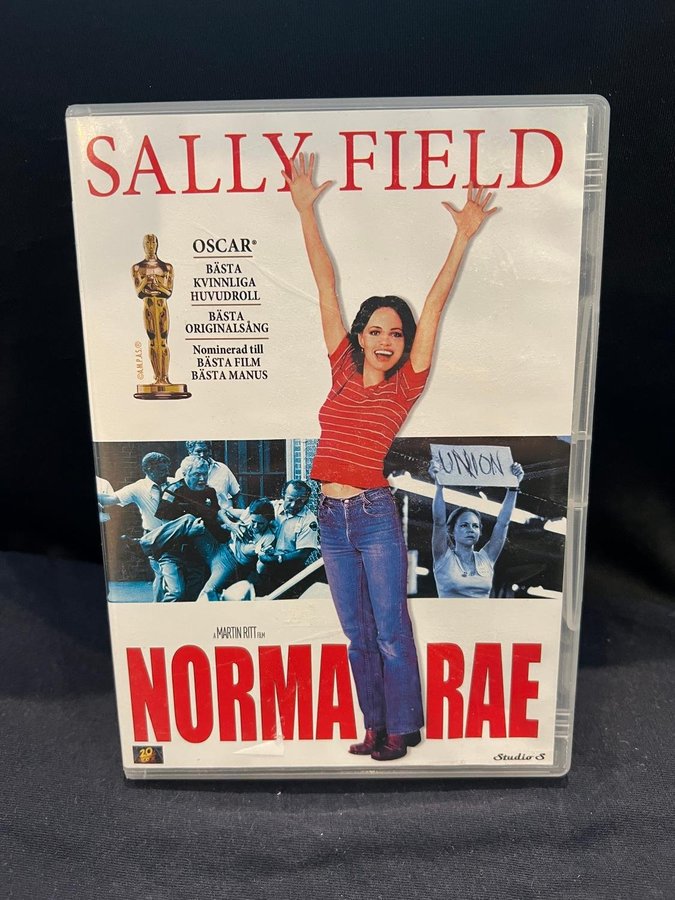 SALLY FIELD
OSCAR®
BÄSTA
KVINNLIGA
HUVUDROLL
BÄSTA
ORIGINALSÅNG
Nominerad till
BÄSTA FILM
BÄSTA MANUS
©A.M.P.A.S.®
UNION
A MARTIN RITT FILM
NORMA RAE
20
Studio S